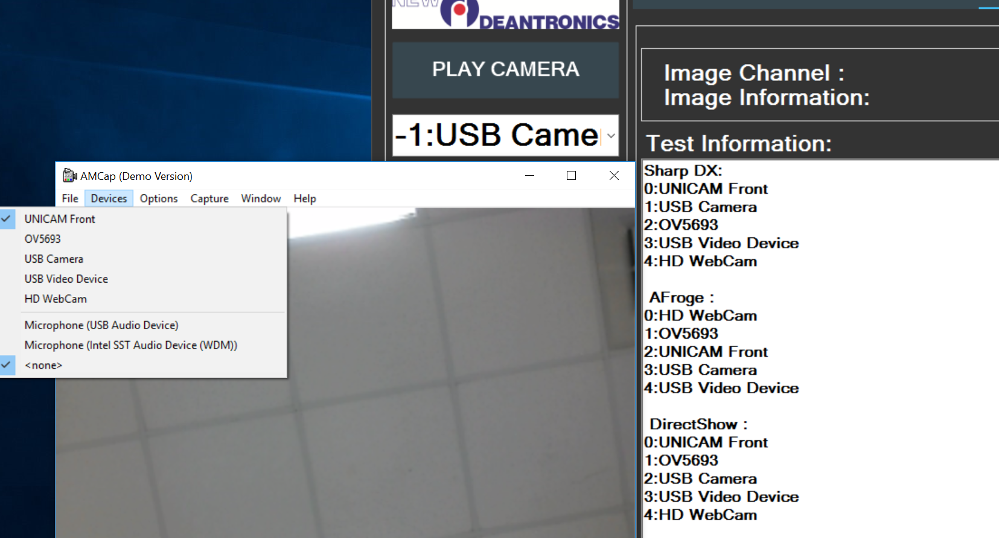 NEW
DEANTRONICS
PLAY CAMERA
-1:USB Came
Image Channel :
Image Information:
Test Information:
Sharp DX:
0:UNICAM Front
1:USB Camera
2:OV5693
3:USB Video Device
4:HD WebCam
AFroge :
0:HD WebCam
1:OV5693
2:UNICAM Front
3:USB Camera
4:USB Video Device
DirectShow :
0:UNICAM Front
1:OV5693
2:USB Camera
3:USB Video Device
4:HD WebCam
AMCap (Demo Version)
File Devices Options Capture Window Help
UNICAM Front
OV5693
USB Camera
USB Video Device
HD WebCam
Microphone (USB Audio Device)
Microphone (Intel SST Audio Device (WDM))
<none>